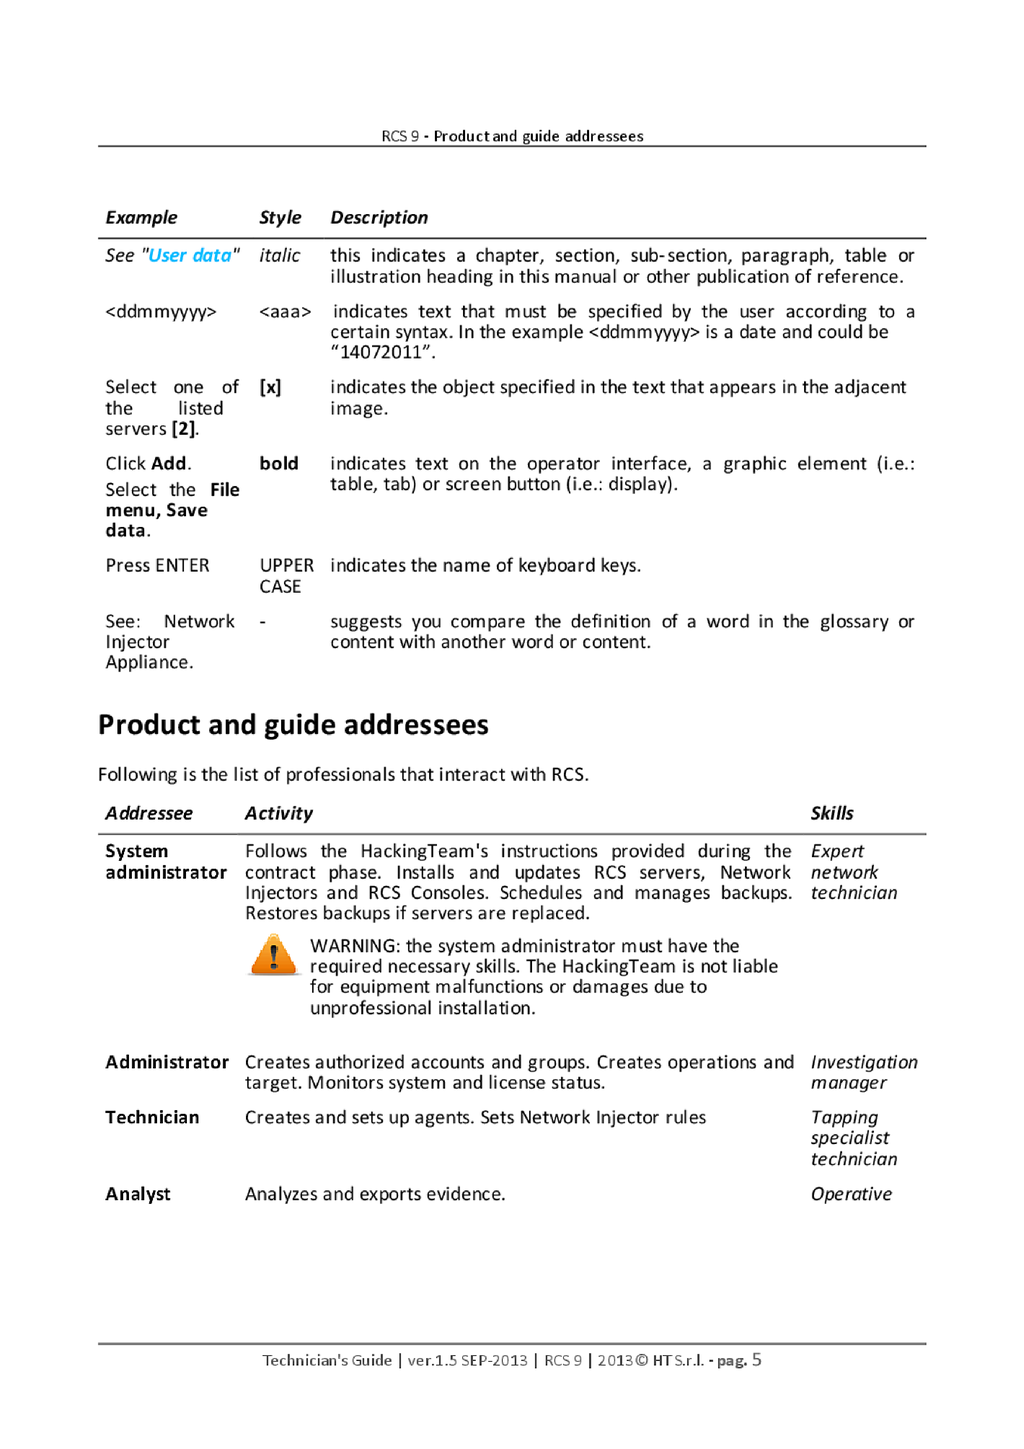 RCS 9 - Product and guide addressees
Example Style Description
See "User data" italic this indicates a chapter, section, sub-section, paragraph, table or
illustration heading in this manual or other publication of reference.
<ddmmyyyy> <aaa> indicates text that must be specified by the user according to a
certain syntax. In the example <ddmmyyyy> is a date and could be
“14072011”.
Select one of [x] indicates the object specified in the text that appears in the adjacent
the listed image.
servers [2].
Click Add. bold indicates text on the operator interface, a graphic element (i.e.:
Select the File table, tab) or screen button (i.e.: display).
menu, Save
data.
Press ENTER UPPER indicates the name of keyboard keys.
CASE
See: Network - suggests you compare the definition of a word in the glossary or
Injector content with another word or content.
Appliance.
Product and guide addressees
Following is the list of professionals that interact with RCS.
Addressee Activity Skills
System Follows the HackingTeam's instructions provided during the Expert
administrator contract phase. Installs and updates RCS servers, Network network
Injectors and RCS Consoles. Schedules and manages backups. technician
Restores backups if servers are replaced.
WARNING: the system administrator must have the
required necessary skills. The HackingTeam is not liable
for equipment malfunctions or damages due to
unprofessional installation.
Administrator Creates authorized accounts and groups. Creates operations and Investigation
target. Monitors system and license status. manager
Technician Creates and sets up agents. Sets Network Injector rules Tapping
specialist
technician
Analyst Analyzes and exports evidence. Operative
Technician's Guide | ver.1.5 SEP-2013 | RCS 9 | 2013© HT S.r.l. - pag. 5